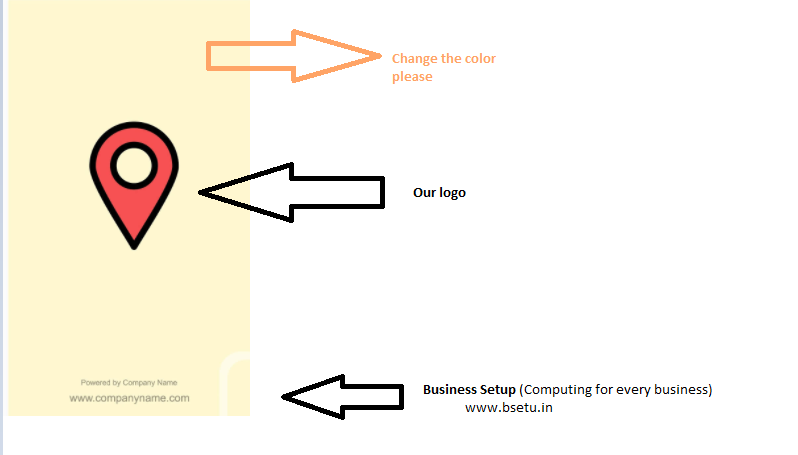 Change the color
please
Our logo
Powered by Company Name
www.companyname.com
Business Setup (Computing for every business)
www.bsetu.in